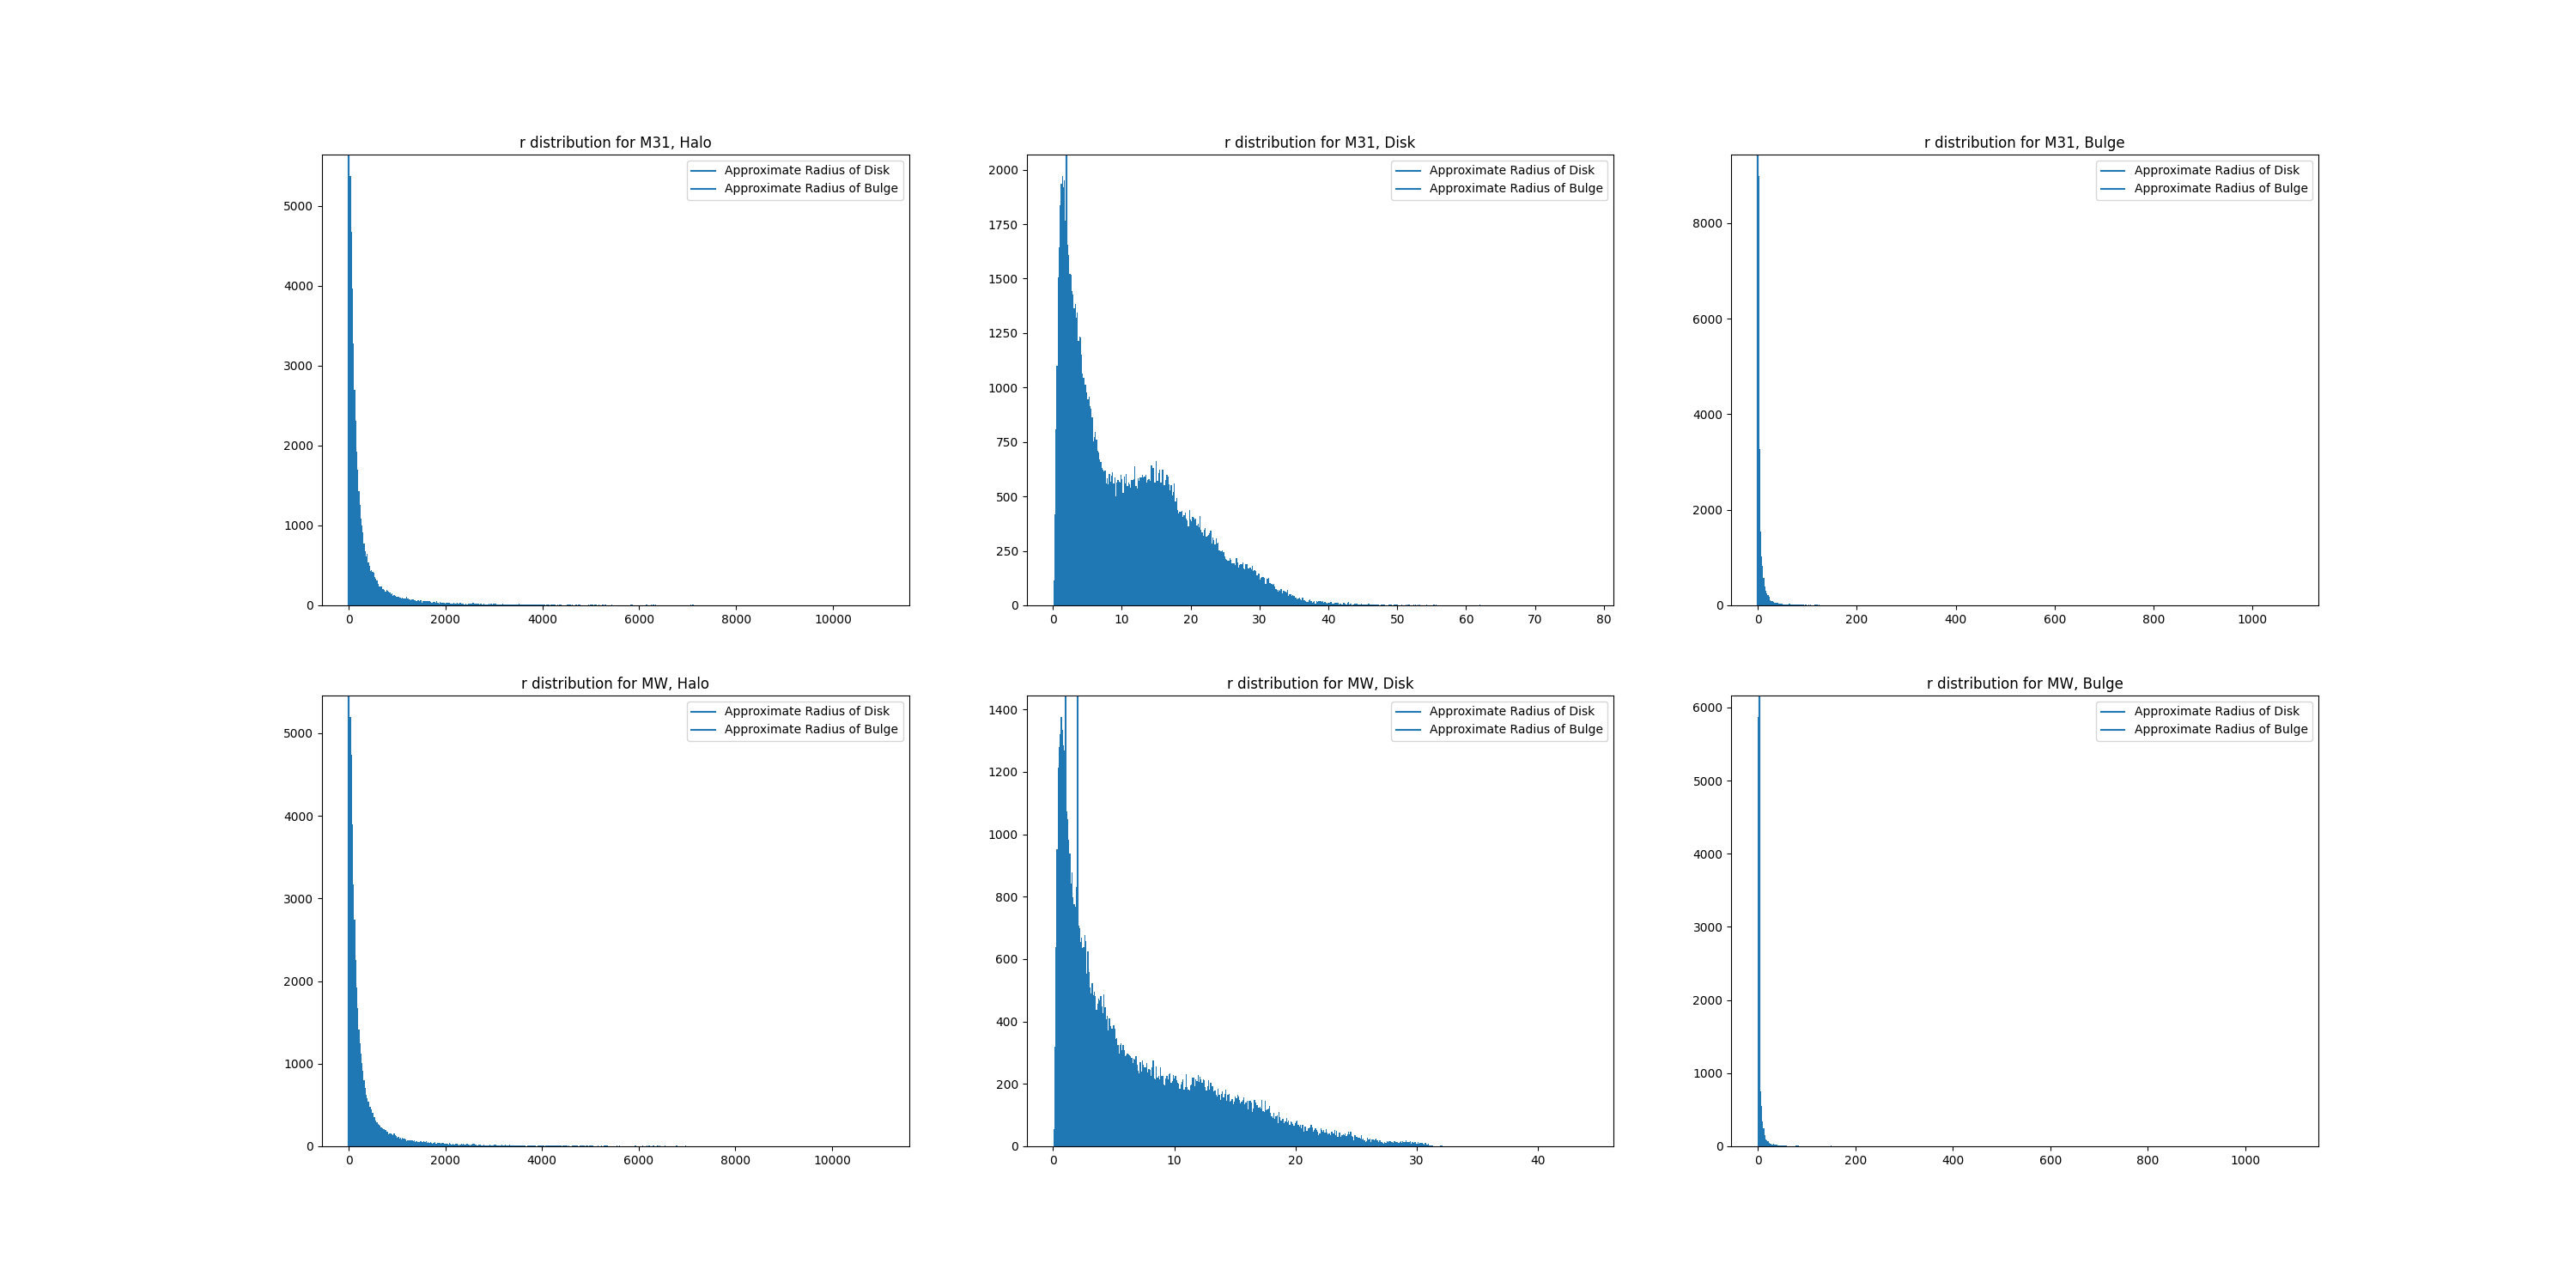 r distribution for M31, Halo
Approximate Radius of Disk
Approximate Radius of Bulge
5000
4000
3000
2000
1000
0
0 2000 4000 6000 8000 10000
r distribution for M31, Disk
Approximate Radius of Disk
Approximate Radius of Bulge
2000
1750
1500
1250
1000
750
500
250
0
0 10 20 30 40 50 60 70 80
r distribution for M31, Bulge
Approximate Radius of Disk
Approximate Radius of Bulge
8000
6000
4000
2000
0
0 200 400 600 800 1000
r distribution for MW, Halo
Approximate Radius of Disk
Approximate Radius of Bulge
5000
4000
3000
2000
1000
0
0 2000 4000 6000 8000 10000
r distribution for MW, Disk
Approximate Radius of Disk
Approximate Radius of Bulge
1400
1200
1000
800
600
400
200
0
0 10 20 30 40
r distribution for MW, Bulge
Approximate Radius of Disk
Approximate Radius of Bulge
6000
5000
4000
3000
2000
1000
0
0 200 400 600 800 1000